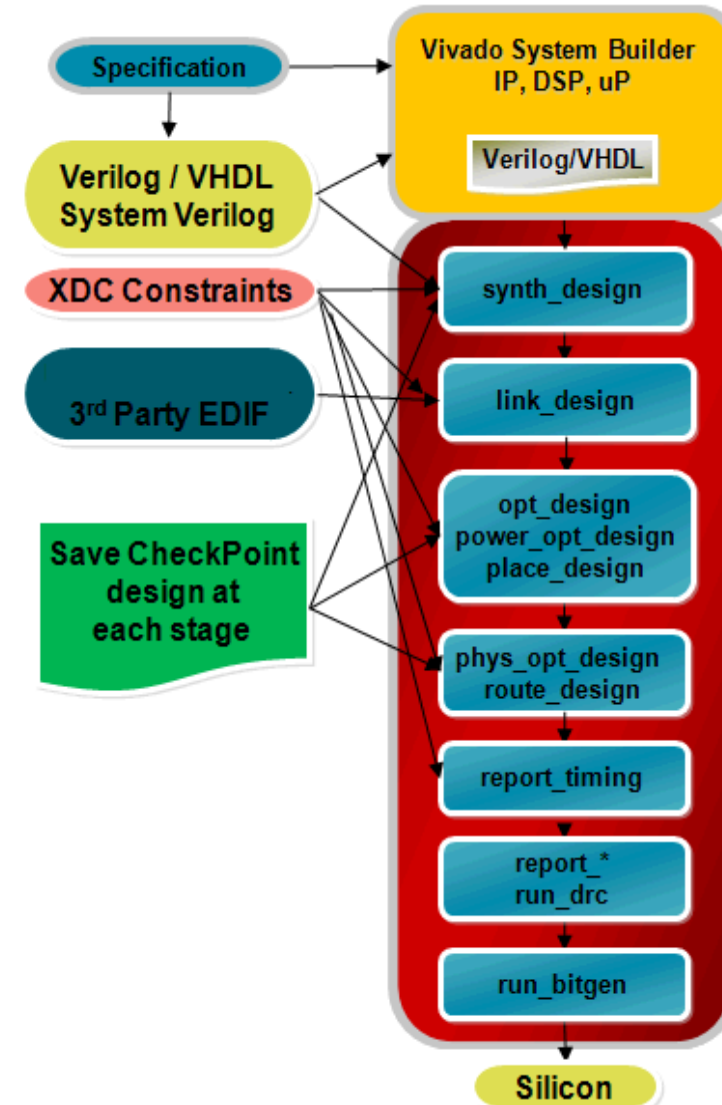 Specification
Vivado System Builder
IP, DSP, uP
Verilog/VHDL
Verilog / VHDL
System Verilog
XDC Constraints
3rd Party EDIF
Save CheckPoint
design at
each stage
synth_design
link_design
opt_design
power_opt_design
place_design
phys_opt_design
route_design
report_timing
report_*
run_drc
run_bitgen
Silicon